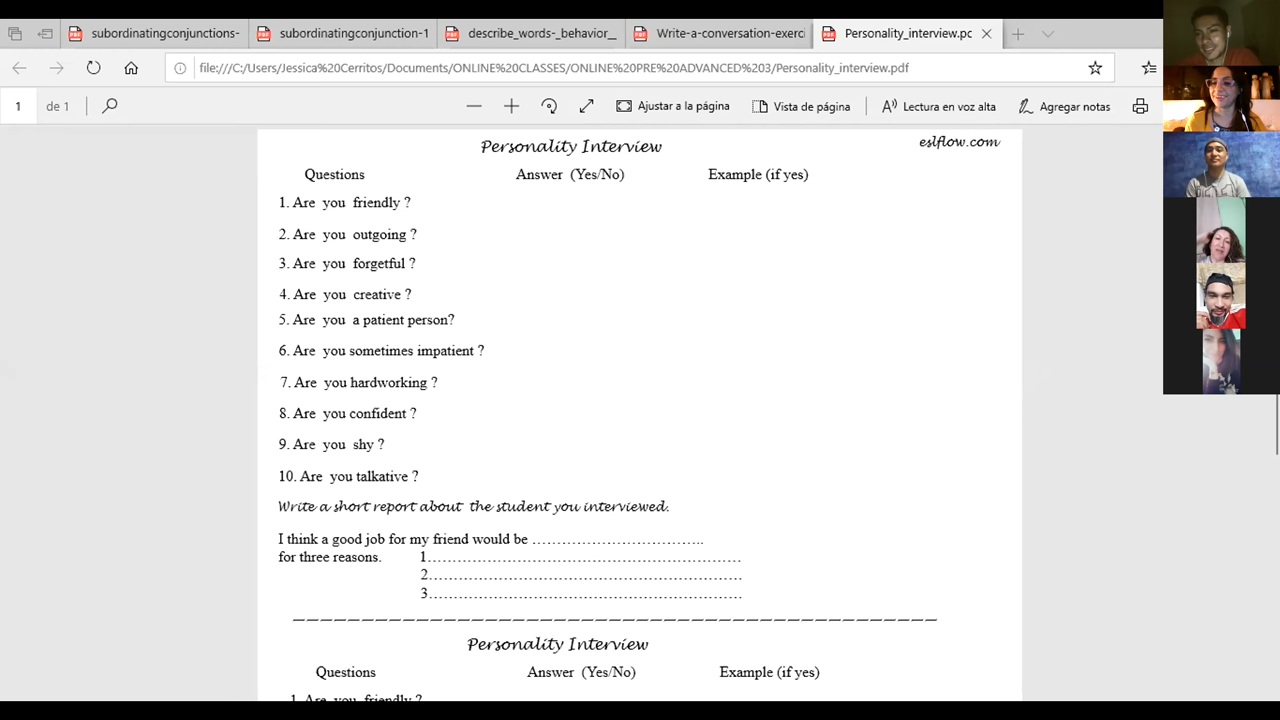 subordinatingconjunctions-
subordinatingconjunction-1
describe_words-_behavior_
Write-a-conversation-exerci
Personality_interview.pc
file:///C:/Users/Jessica%20Cerritos/Documents/ONLINE%20CLASSES/ONLINE%20PRE%20ADVANCED%203/Personality_interview.pdf
1 de 1
Ajustar a la página
Vista de página
Lectura en voz alta
Agregar notas
Personality Interview
eslflow.com
Questions Answer (Yes/No) Example (if yes)
1. Are you friendly ?
2. Are you outgoing ?
3. Are you forgetful ?
4. Are you creative ?
5. Are you a patient person?
6. Are you sometimes impatient ?
7. Are you hardworking ?
8. Are you confident ?
9. Are you shy ?
10. Are you talkative ?
Write a short report about the student you interviewed.
I think a good job for my friend would be ……………………………..
for three reasons. 1……………………………………………………
2……………………………………………………
3……………………………………………………
Personality Interview
Questions Answer (Yes/No) Example (if yes)
1. Are you friendly ?